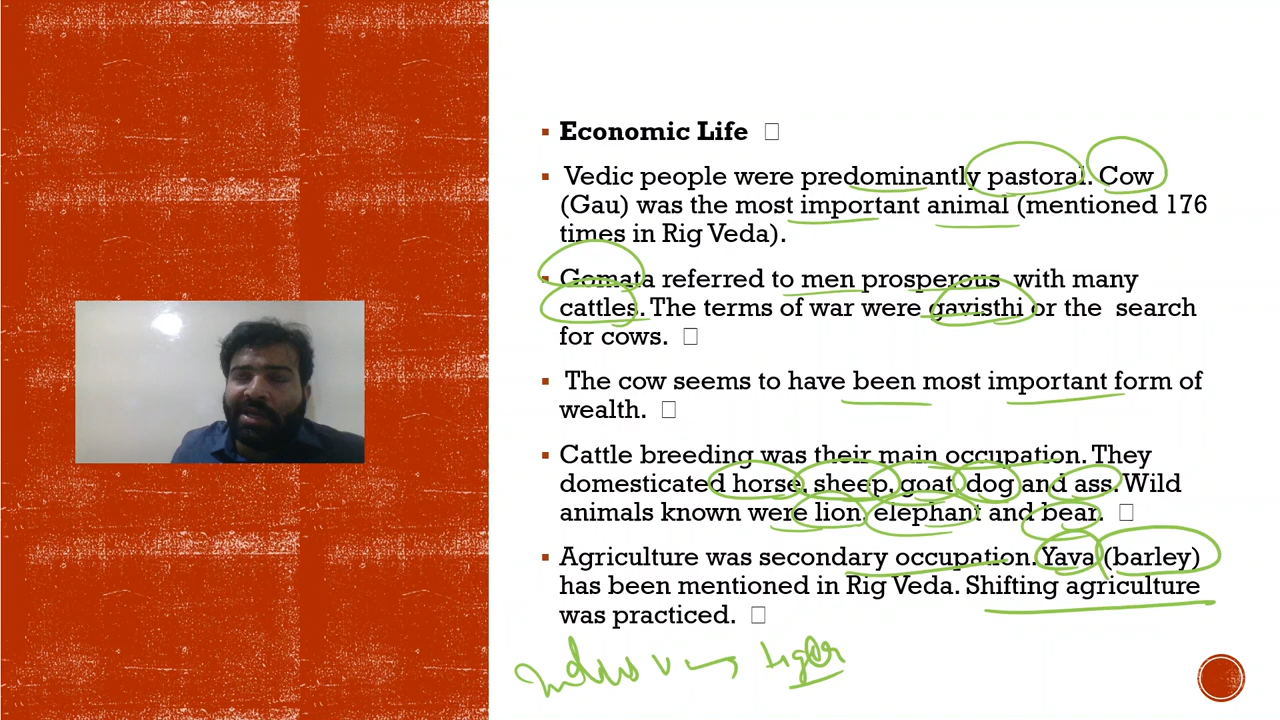 Economic Life
Vedic people were predominantly pastoral. Cow
(Gau) was the most important animal (mentioned 176
times in Rig Veda).
Gomata referred to men prosperous with many
cattles. The terms of war were gavisthi or the search
for cows.
The cow seems to have been most important form of
wealth.
Cattle breeding was their main occupation. They
domesticated horse, sheep, goat, dog and ass. Wild
animals known were lion, elephant and bear.
Agriculture was secondary occupation. Yava (barley)
has been mentioned in Rig Veda. Shifting agriculture
was practiced.
Indus tiger